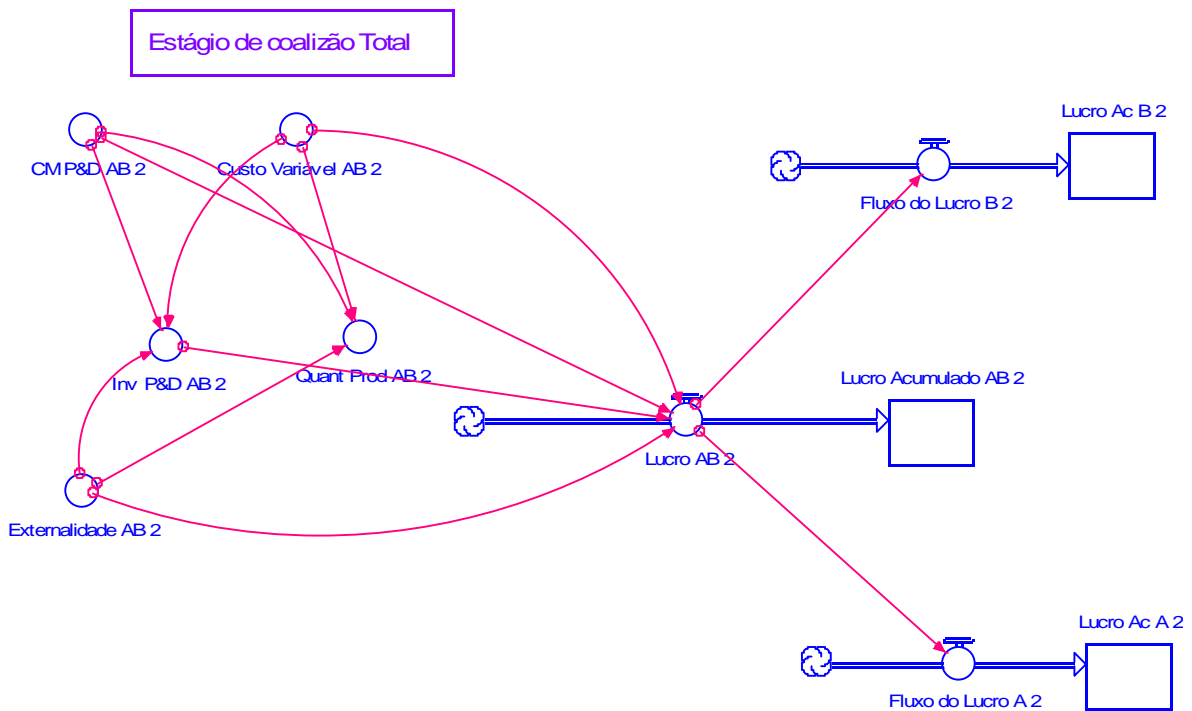 Estágio de coalizão Total
Lucro Ac B 2
CM P&D AB 2
Custo Variável AB 2
Fluxo do Lucro B 2
Inv P&D AB 2
Quant Prod AB 2
Lucro Acumulado AB 2
Lucro AB 2
Externalidade AB 2
Lucro Ac A 2
Fluxo do Lucro A 2